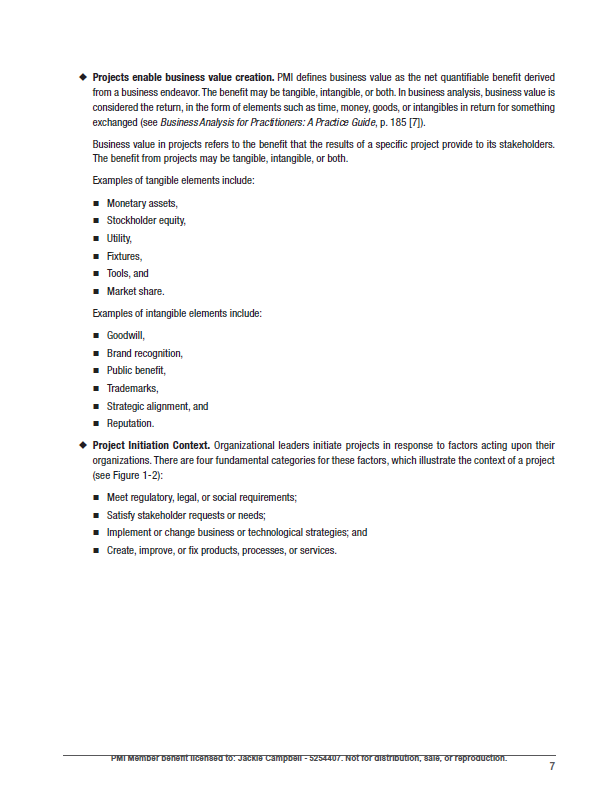 ◆ Projects enable business value creation. PMI defines business value as the net quantifiable benefit derived
from a business endeavor. The benefit may be tangible, intangible, or both. In business analysis, business value is
considered the return, in the form of elements such as time, money, goods, or intangibles in return for something
exchanged (see Business Analysis for Practitioners: A Practice Guide, p. 185 [7]).
Business value in projects refers to the benefit that the results of a specific project provide to its stakeholders.
The benefit from projects may be tangible, intangible, or both.
Examples of tangible elements include:
■ Monetary assets,
■ Stockholder equity,
■ Utility,
■ Fixtures,
■ Tools, and
■ Market share.
Examples of intangible elements include:
■ Goodwill,
■ Brand recognition,
■ Public benefit,
■ Trademarks,
■ Strategic alignment, and
■ Reputation.
◆ Project Initiation Context. Organizational leaders initiate projects in response to factors acting upon their
organizations. There are four fundamental categories for these factors, which illustrate the context of a project
(see Figure 1-2):
■ Meet regulatory, legal, or social requirements;
■ Satisfy stakeholder requests or needs;
■ Implement or change business or technological strategies; and
■ Create, improve, or fix products, processes, or services.
PMI Member benefit licensed to: Jackie Campbell - 5254407. Not for distribution, sale, or reproduction.
7